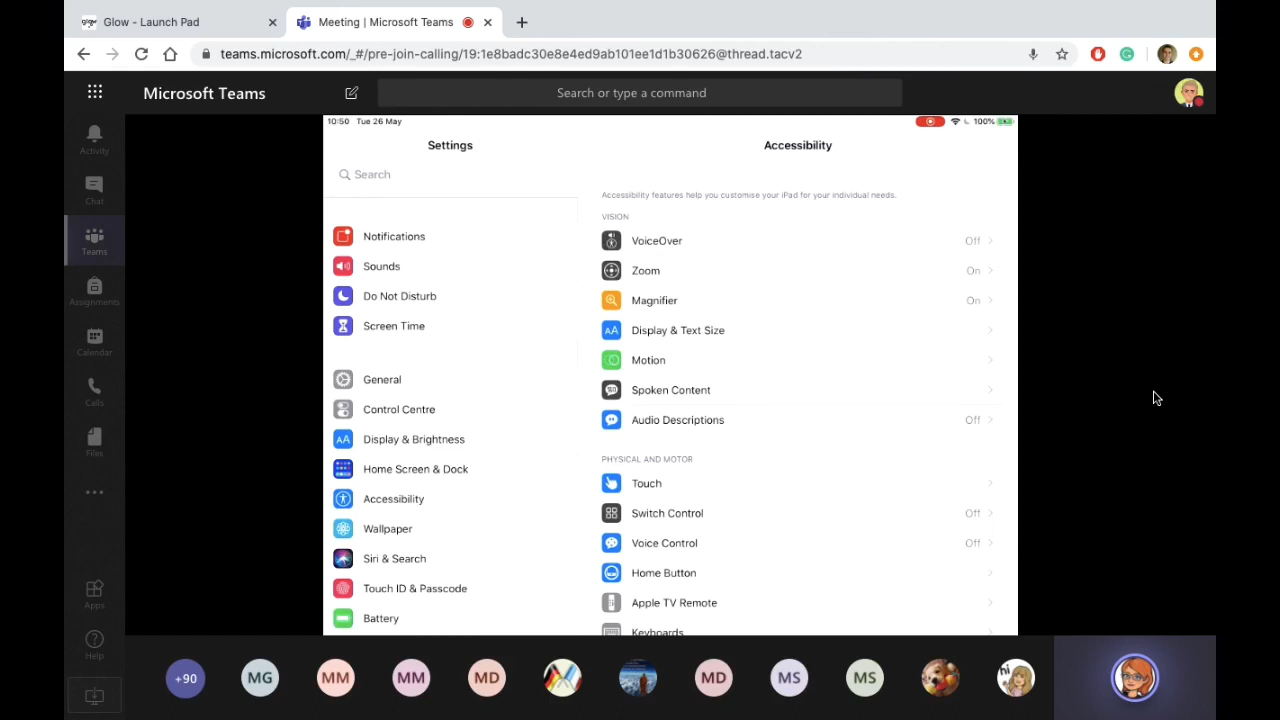 Glow - Launch Pad
Meeting | Microsoft Teams
teams.microsoft.com/_#/pre-join-calling/19:1e8badc30e8e4ed9ab101ee1d1b30626@thread.tacv2
Microsoft Teams
Search or type a command
Activity
Chat
Teams
Assignments
Calendar
Calls
Files
Apps
Help
10:50 Tue 26 May
100%
Settings
Search
Notifications
Sounds
Do Not Disturb
Screen Time
General
Control Centre
Display & Brightness
Home Screen & Dock
Accessibility
Wallpaper
Siri & Search
Touch ID & Passcode
Battery
Accessibility
Accessibility features help you customise your iPad for your individual needs.
VISION
VoiceOver Off
Zoom On
Magnifier On
Display & Text Size
Motion
Spoken Content
Audio Descriptions Off
PHYSICAL AND MOTOR
Touch
Switch Control Off
Voice Control Off
Home Button
Apple TV Remote
Keyboards
+90 MG MM MM MD MD MS MS hi